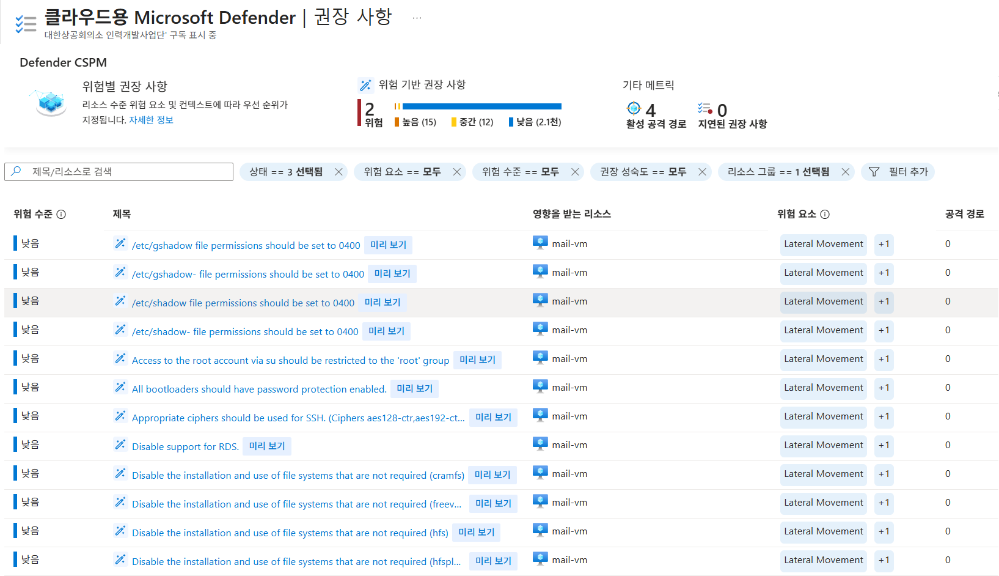 클라우드용 Microsoft Defender | 권장 사항 ...
대한상공회의소 인력개발사업단' 구독 표시 중
Defender CSPM
위험별 권장 사항
리소스 수준 위험 요소 및 컨텍스트에 따라 우선 순위가
지정됩니다. 자세한 정보
위험 기반 권장 사항
2
위험
높음 (15) 중간 (12) 낮음 (2.1천)
기타 메트릭
4
활성 공격 경로
0
지연된 권장 사항
제목/리소스로 검색 상태 == 3 선택됨 위험 요소 == 모두 위험 수준 == 모두 권장 성숙도 == 모두 리소스 그룹 == 1 선택됨 필터 추가
위험 수준 제목 영향을 받는 리소스 위험 요소 공격 경로
낮음 /etc/gshadow file permissions should be set to 0400 미리 보기 mail-vm Lateral Movement +1 0
낮음 /etc/gshadow- file permissions should be set to 0400 미리 보기 mail-vm Lateral Movement +1 0
낮음 /etc/shadow file permissions should be set to 0400 미리 보기 mail-vm Lateral Movement +1 0
낮음 /etc/shadow- file permissions should be set to 0400 미리 보기 mail-vm Lateral Movement +1 0
낮음 Access to the root account via su should be restricted to the 'root' group 미리 보기 mail-vm Lateral Movement +1 0
낮음 All bootloaders should have password protection enabled. 미리 보기 mail-vm Lateral Movement +1 0
낮음 Appropriate ciphers should be used for SSH. (Ciphers aes128-ctr,aes192-ct... 미리 보기 mail-vm Lateral Movement +1 0
낮음 Disable support for RDS. 미리 보기 mail-vm Lateral Movement +1 0
낮음 Disable the installation and use of file systems that are not required (cramfs) 미리 보기 mail-vm Lateral Movement +1 0
낮음 Disable the installation and use of file systems that are not required (freev... 미리 보기 mail-vm Lateral Movement +1 0
낮음 Disable the installation and use of file systems that are not required (hfs) 미리 보기 mail-vm Lateral Movement +1 0
낮음 Disable the installation and use of file systems that are not required (hfspl... 미리 보기 mail-vm Lateral Movement +1 0